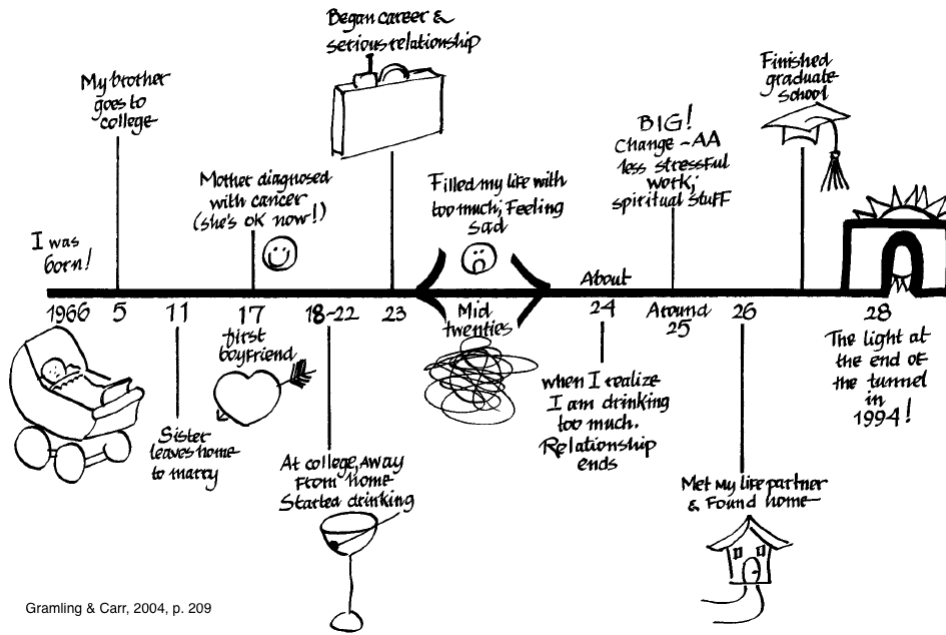 I was
born!
1966
My brother
goes to
college
5
11
Sister
leaves home
to marry
Mother diagnosed
with cancer
(she's ok now!)
17
first
boyfriend
18-22
At college, away
From home
Started drinking
Began career &
serious relationship
23
Filled my life with
too much; Feeling
sad
Mid
twenties
About
24
when I realize
I am drinking
too much.
Relationship
ends
BIG!
Change - AA
less stressful
work;
spiritual stuff
Around
25
26
Met My life partner
& Found home
Finished
graduate
school
28
The light at
the end of
the tunnel
in
1994!
Gramling & Carr, 2004, p. 209